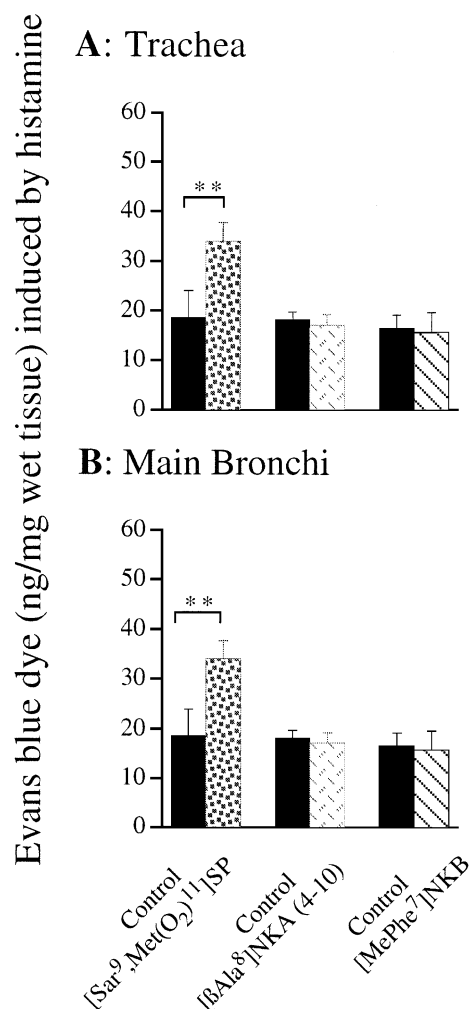 Evans blue dye (ng/mg wet tissue) induced by histamine
A: Trachea
60
50
40
30
20
10
0
**
B: Main Bronchi
60
50
40
30
20
10
0
**
Control
[Sar⁹,Met(O₂)¹¹]SP
Control
[ßAla⁸]NKA (4-10)
Control
[MePhe⁷]NKB